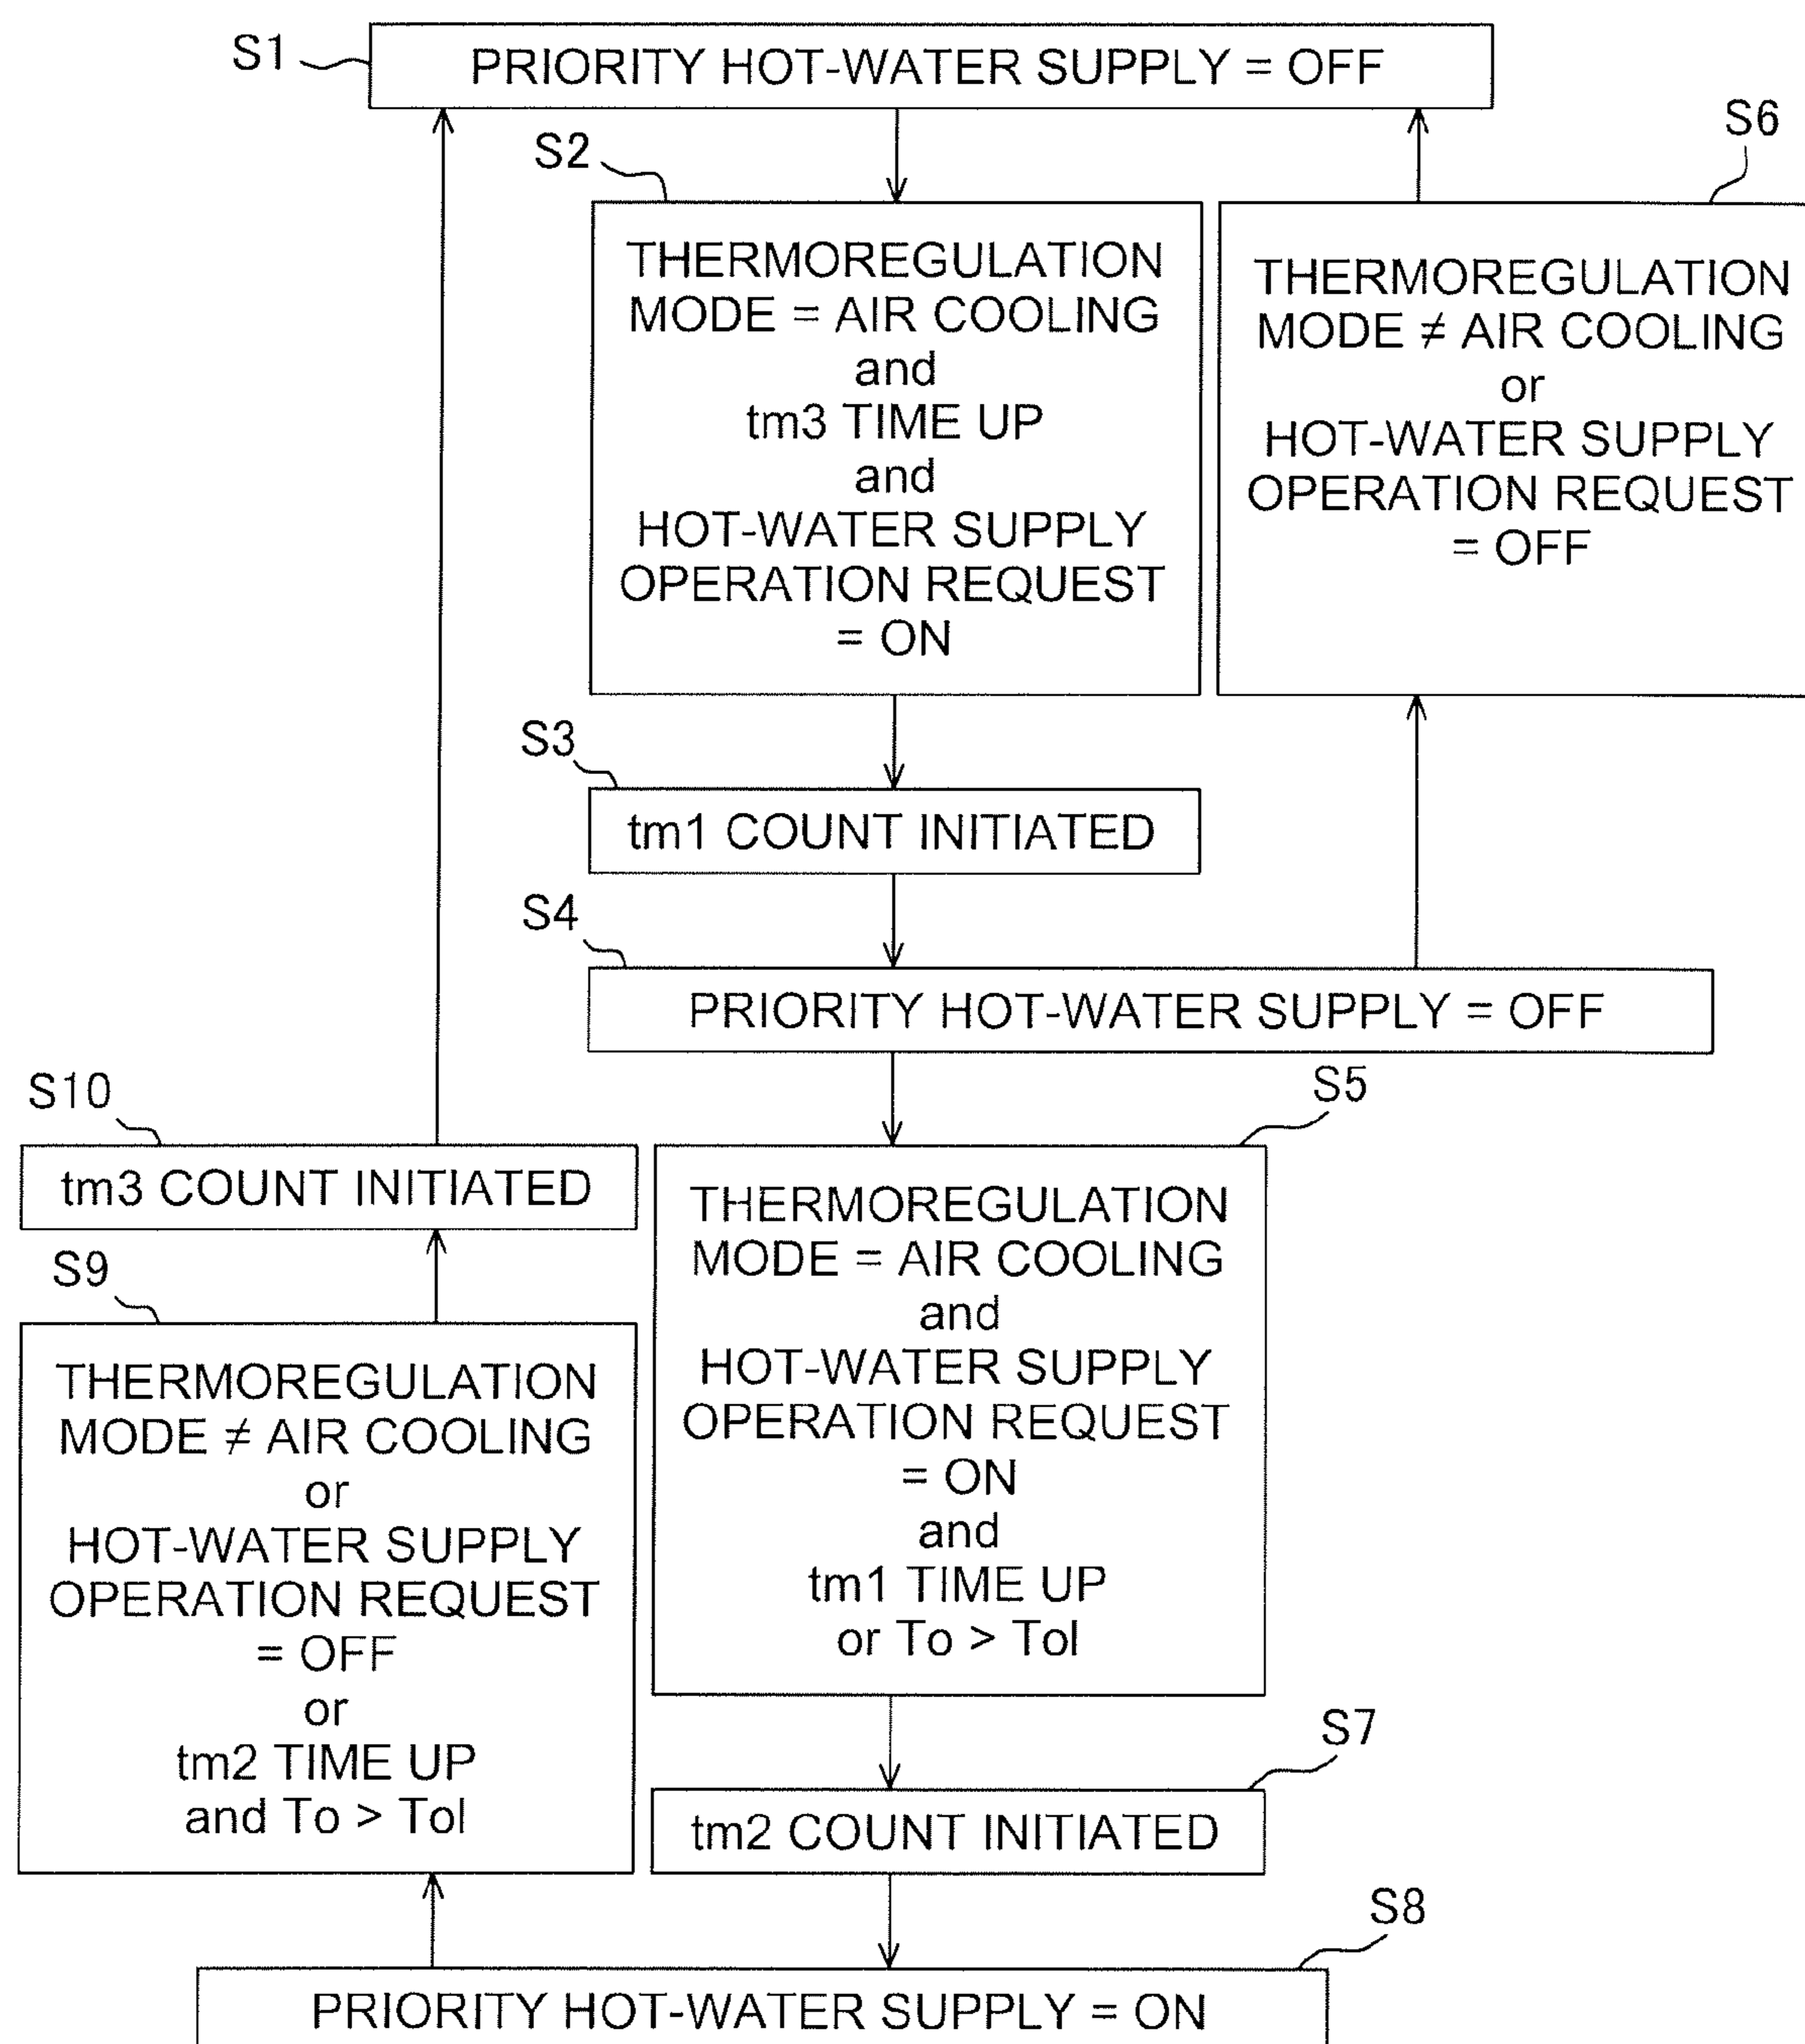 S1
PRIORITY HOT-WATER SUPPLY = OFF
S2
THERMOREGULATION
MODE = AIR COOLING
and
tm3 TIME UP
and
HOT-WATER SUPPLY
OPERATION REQUEST
= ON
S6
THERMOREGULATION
MODE ≠ AIR COOLING
or
HOT-WATER SUPPLY
OPERATION REQUEST
= OFF
S3
tm1 COUNT INITIATED
S4
PRIORITY HOT-WATER SUPPLY = OFF
S5
THERMOREGULATION
MODE = AIR COOLING
and
HOT-WATER SUPPLY
OPERATION REQUEST
= ON
and
tm1 TIME UP
or To > Tol
S10
tm3 COUNT INITIATED
S9
THERMOREGULATION
MODE ≠ AIR COOLING
or
HOT-WATER SUPPLY
OPERATION REQUEST
= OFF
or
tm2 TIME UP
and To > Tol
S7
tm2 COUNT INITIATED
S8
PRIORITY HOT-WATER SUPPLY = ON